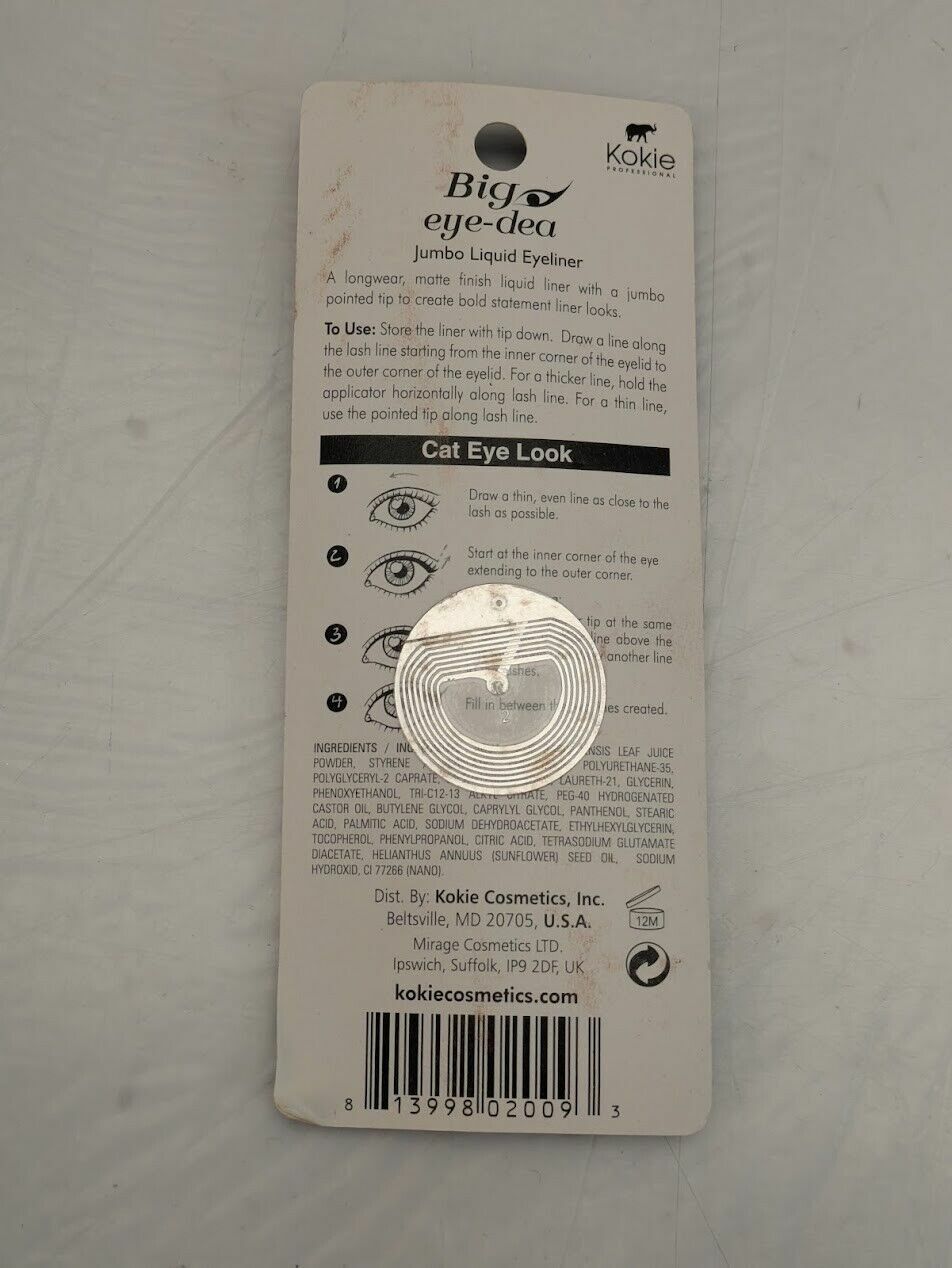 Kokie
PROFESSIONAL
Big
eye-dea
Jumbo Liquid Eyeliner
A longwear, matte finish liquid liner with a jumbo
pointed tip to create bold statement liner looks.
To Use: Store the liner with tip down. Draw a line along
the lash line starting from the inner corner of the eyelid to
the outer corner of the eyelid. For a thicker line, hold the
applicator horizontally along lash line. For a thin line,
use the pointed tip along lash line.
Cat Eye Look
1
Draw a thin, even line as close to the
lash as possible.
2
Start at the inner corner of the eye
extending to the outer corner.
3
tip at the same
line above the
another line
4
Fill in between created.
INGREDIENTS / LEAF JUICE
POWDER, STYRENE POLYURETHANE-35,
POLYGLYCERYL-2 CAPRATE, LAURETH-21, GLYCERIN,
PHENOXYETHANOL, TRI-C12-13 ALKYL CITRATE, PEG-40 HYDROGENATED
CASTOR OIL, BUTYLENE GLYCOL, CAPRYLYL GLYCOL, PANTHENOL, STEARIC
ACID, PALMITIC ACID, SODIUM DEHYDROACETATE, ETHYLHEXYLGLYCERIN,
TOCOPHEROL, PHENYLPROPANOL, CITRIC ACID, TETRASODIUM GLUTAMATE
DIACETATE, HELIANTHUS ANNUUS (SUNFLOWER) SEED OIL, SODIUM
HYDROXID, CI 77266 (NANO).
Dist. By: Kokie Cosmetics, Inc.
Beltsville, MD 20705, U.S.A.
12M
Mirage Cosmetics LTD.
Ipswich, Suffolk, IP9 2DF, UK
kokiecosmetics.com
8 13998 02009 3